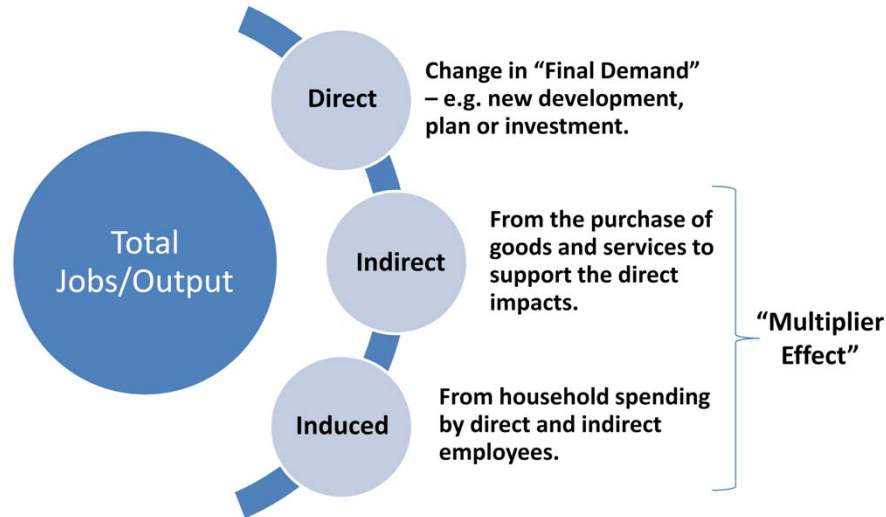 Total
Jobs/Output
Direct
Change in “Final Demand”
– e.g. new development,
plan or investment.
Indirect
From the purchase of
goods and services to
support the direct
impacts.
Induced
From household spending
by direct and indirect
employees.
“Multiplier
Effect”